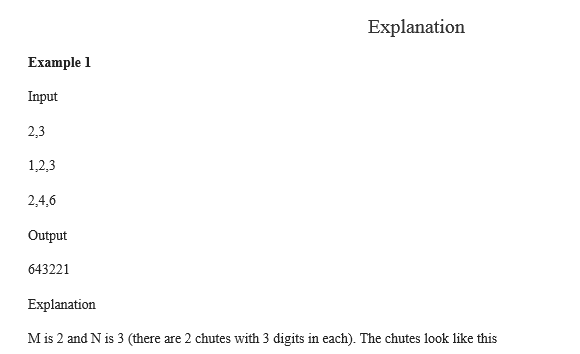 Explanation
Example 1
Input
2,3
1,2,3
2,4,6
Output
643221
Explanation
M is 2 and N is 3 (there are 2 chutes with 3 digits in each). The chutes look like this